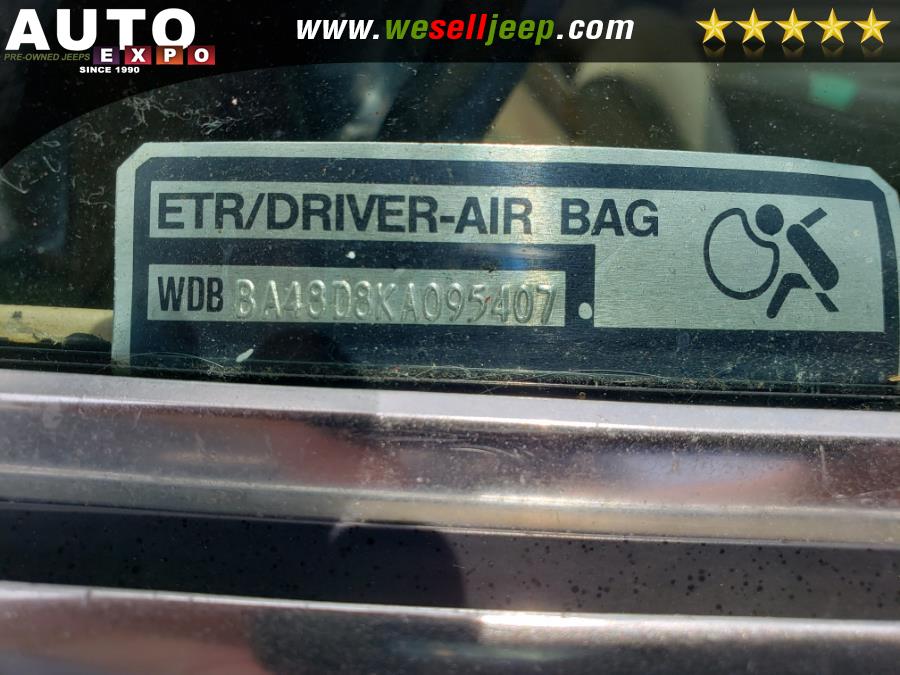 AUTO
www.weselljeep.com
PRE-OWNED JEEPS EXPO
SINCE 1990
ETR/DRIVER-AIR BAG
WDB BA48D8KA095407